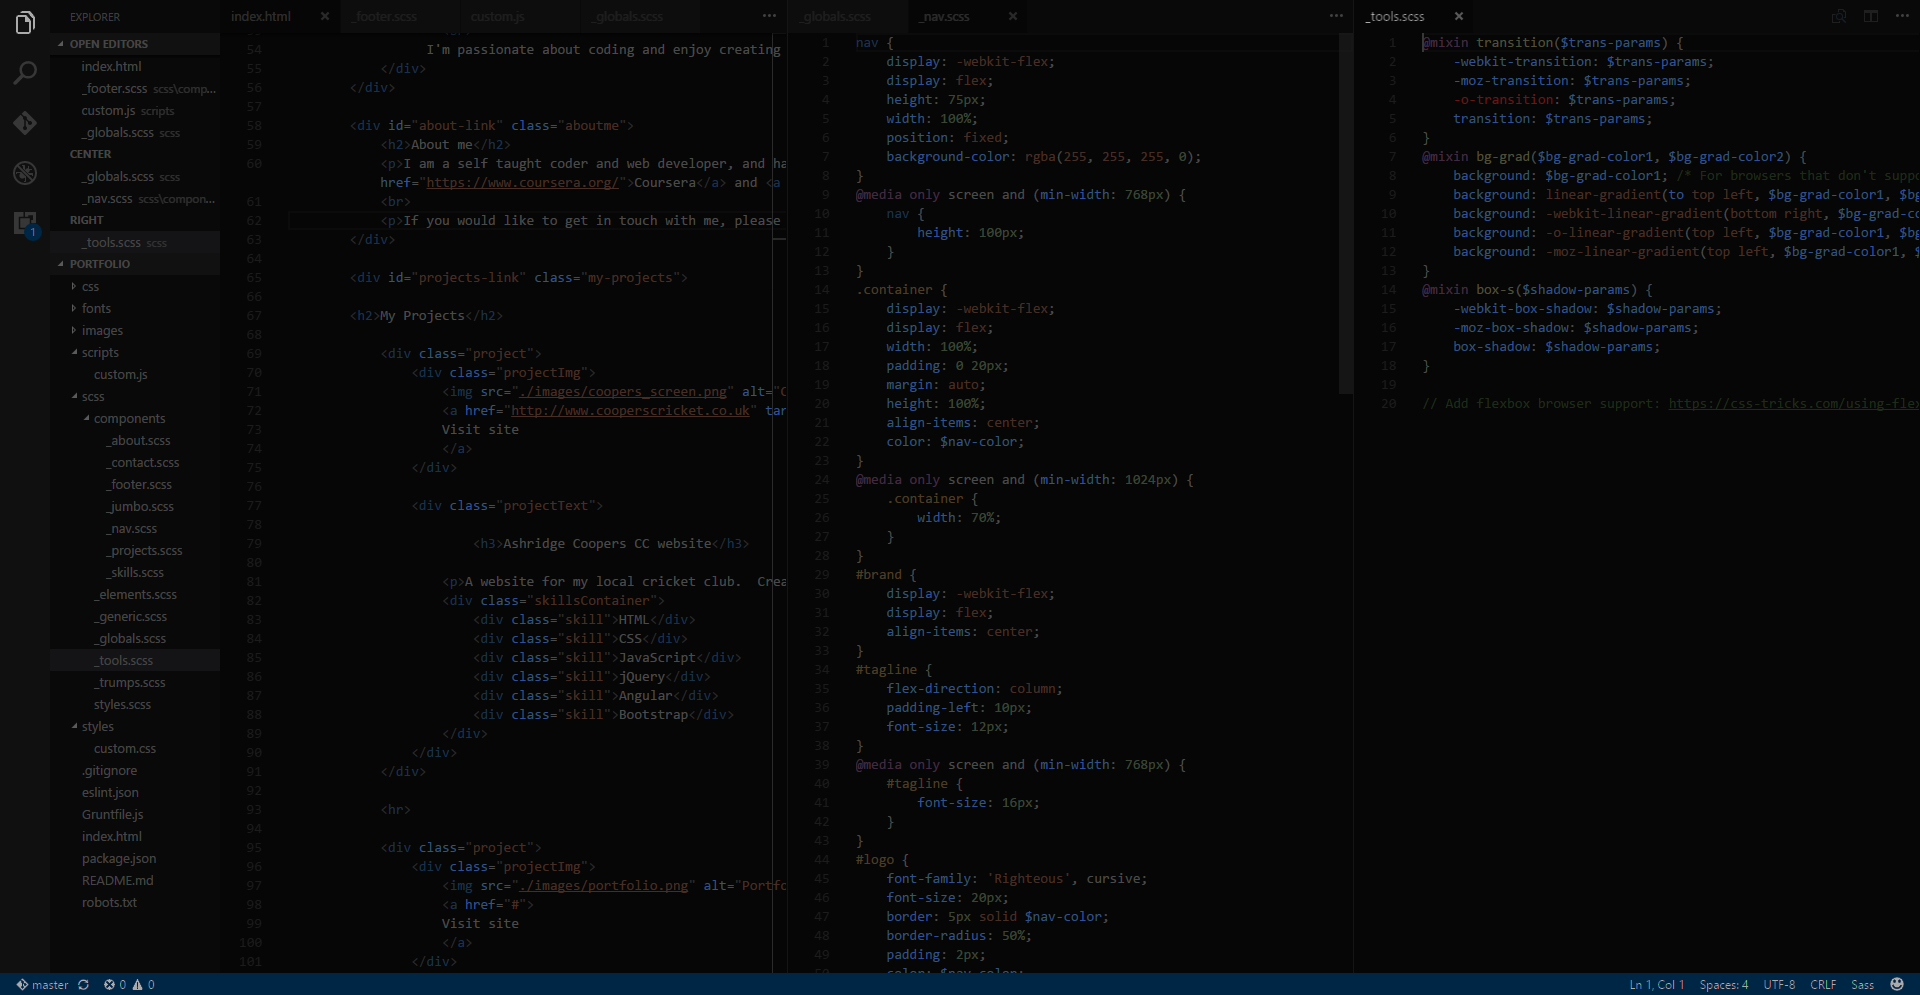 EXPLORER
OPEN EDITORS
index.html
_footer.scss scss\comp...
custom.js scripts
_globals.scss scss
CENTER
_globals.scss scss
_nav.scss scss\compon...
RIGHT
_tools.scss scss
PORTFOLIO
css
fonts
images
scripts
custom.js
scss
components
_about.scss
_contact.scss
_footer.scss
_jumbo.scss
_nav.scss
_projects.scss
_skills.scss
_elements.scss
_generic.scss
_globals.scss
_tools.scss
_trumps.scss
styles.scss
styles
custom.css
.gitignore
eslint.json
Gruntfile.js
index.html
package.json
README.md
robots.txt
1
index.html _footer.scss custom.js _globals.scss
54 I'm passionate about coding and enjoy creating
55 </div>
56 </div>
57
58 <div id="about-link" class="aboutme">
59 <h2>About me</h2>
60 <p>I am a self taught coder and web developer, and ha
href="https://www.coursera.org/">Coursera</a> and <a
61 <br>
62 <p>If you would like to get in touch with me, please
63 </div>
64
65 <div id="projects-link" class="my-projects">
66
67 <h2>My Projects</h2>
68
69 <div class="project">
70 <div class="projectImg">
71 <img src="./images/coopers_screen.png" alt="C
72 <a href="http://www.cooperscricket.co.uk" tar
73 Visit site
74 </a>
75 </div>
76
77 <div class="projectText">
78
79 <h3>Ashridge Coopers CC website</h3>
80
81 <p>A website for my local cricket club. Crea
82 <div class="skillsContainer">
83 <div class="skill">HTML</div>
84 <div class="skill">CSS</div>
85 <div class="skill">JavaScript</div>
86 <div class="skill">jQuery</div>
87 <div class="skill">Angular</div>
88 <div class="skill">Bootstrap</div>
89 </div>
90 </div>
91 </div>
92
93 <hr>
94
95 <div class="project">
96 <div class="projectImg">
97 <img src="./images/portfolio.png" alt="Portfo
98 <a href="#">
99 Visit site
100 </a>
101 </div>
_globals.scss _nav.scss
1 nav {
2 display: -webkit-flex;
3 display: flex;
4 height: 75px;
5 width: 100%;
6 position: fixed;
7 background-color: rgba(255, 255, 255, 0);
8 }
9 @media only screen and (min-width: 768px) {
10 nav {
11 height: 100px;
12 }
13 }
14 .container {
15 display: -webkit-flex;
16 display: flex;
17 width: 100%;
18 padding: 0 20px;
19 margin: auto;
20 height: 100%;
21 align-items: center;
22 color: $nav-color;
23 }
24 @media only screen and (min-width: 1024px) {
25 .container {
26 width: 70%;
27 }
28 }
29 #brand {
30 display: -webkit-flex;
31 display: flex;
32 align-items: center;
33 }
34 #tagline {
35 flex-direction: column;
36 padding-left: 10px;
37 font-size: 12px;
38 }
39 @media only screen and (min-width: 768px) {
40 #tagline {
41 font-size: 16px;
42 }
43 }
44 #logo {
45 font-family: 'Righteous', cursive;
46 font-size: 20px;
47 border: 5px solid $nav-color;
48 border-radius: 50%;
49 padding: 2px;
50 color: $nav-color;
_tools.scss
1 @mixin transition($trans-params) {
2 -webkit-transition: $trans-params;
3 -moz-transition: $trans-params;
4 -o-transition: $trans-params;
5 transition: $trans-params;
6 }
7 @mixin bg-grad($bg-grad-color1, $bg-grad-color2) {
8 background: $bg-grad-color1; /* For browsers that don't suppo
9 background: linear-gradient(to top left, $bg-grad-color1, $bg
10 background: -webkit-linear-gradient(bottom right, $bg-grad-co
11 background: -o-linear-gradient(top left, $bg-grad-color1, $bg
12 background: -moz-linear-gradient(top left, $bg-grad-color1, $
13 }
14 @mixin box-s($shadow-params) {
15 -webkit-box-shadow: $shadow-params;
16 -moz-box-shadow: $shadow-params;
17 box-shadow: $shadow-params;
18 }
19
20 // Add flexbox browser support: https://css-tricks.com/using-flex
master 0 0 Ln 1, Col 1 Spaces: 4 UTF-8 CRLF Sass